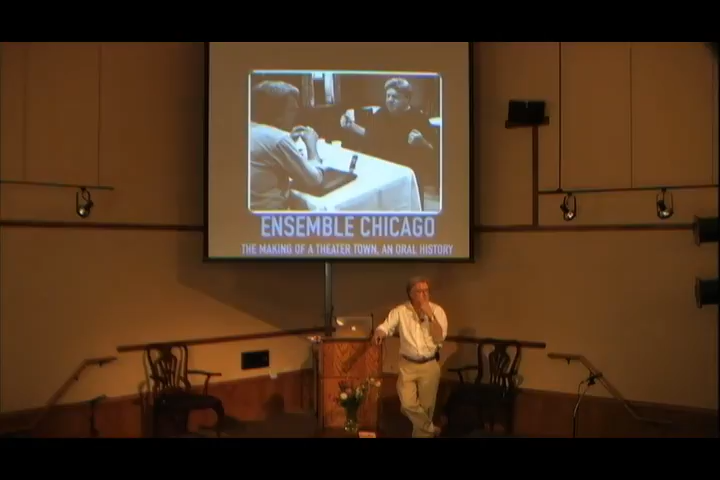 ENSEMBLE CHICAGO
THE MAKING OF A THEATER TOWN, AN ORAL HISTORY